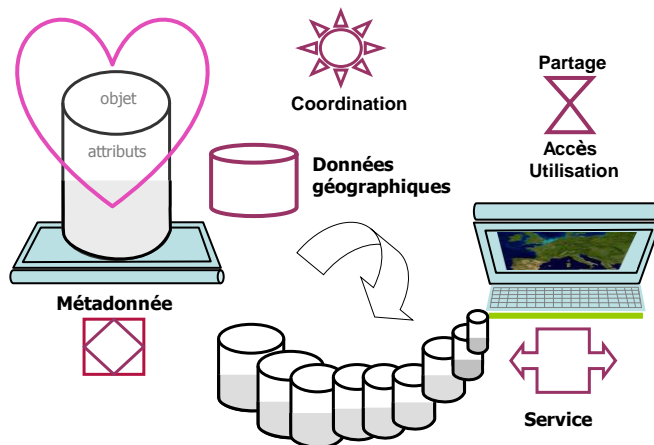 objet
attributs
Coordination
Partage
Accès
Utilisation
Données
géographiques
Métadonnée
Service